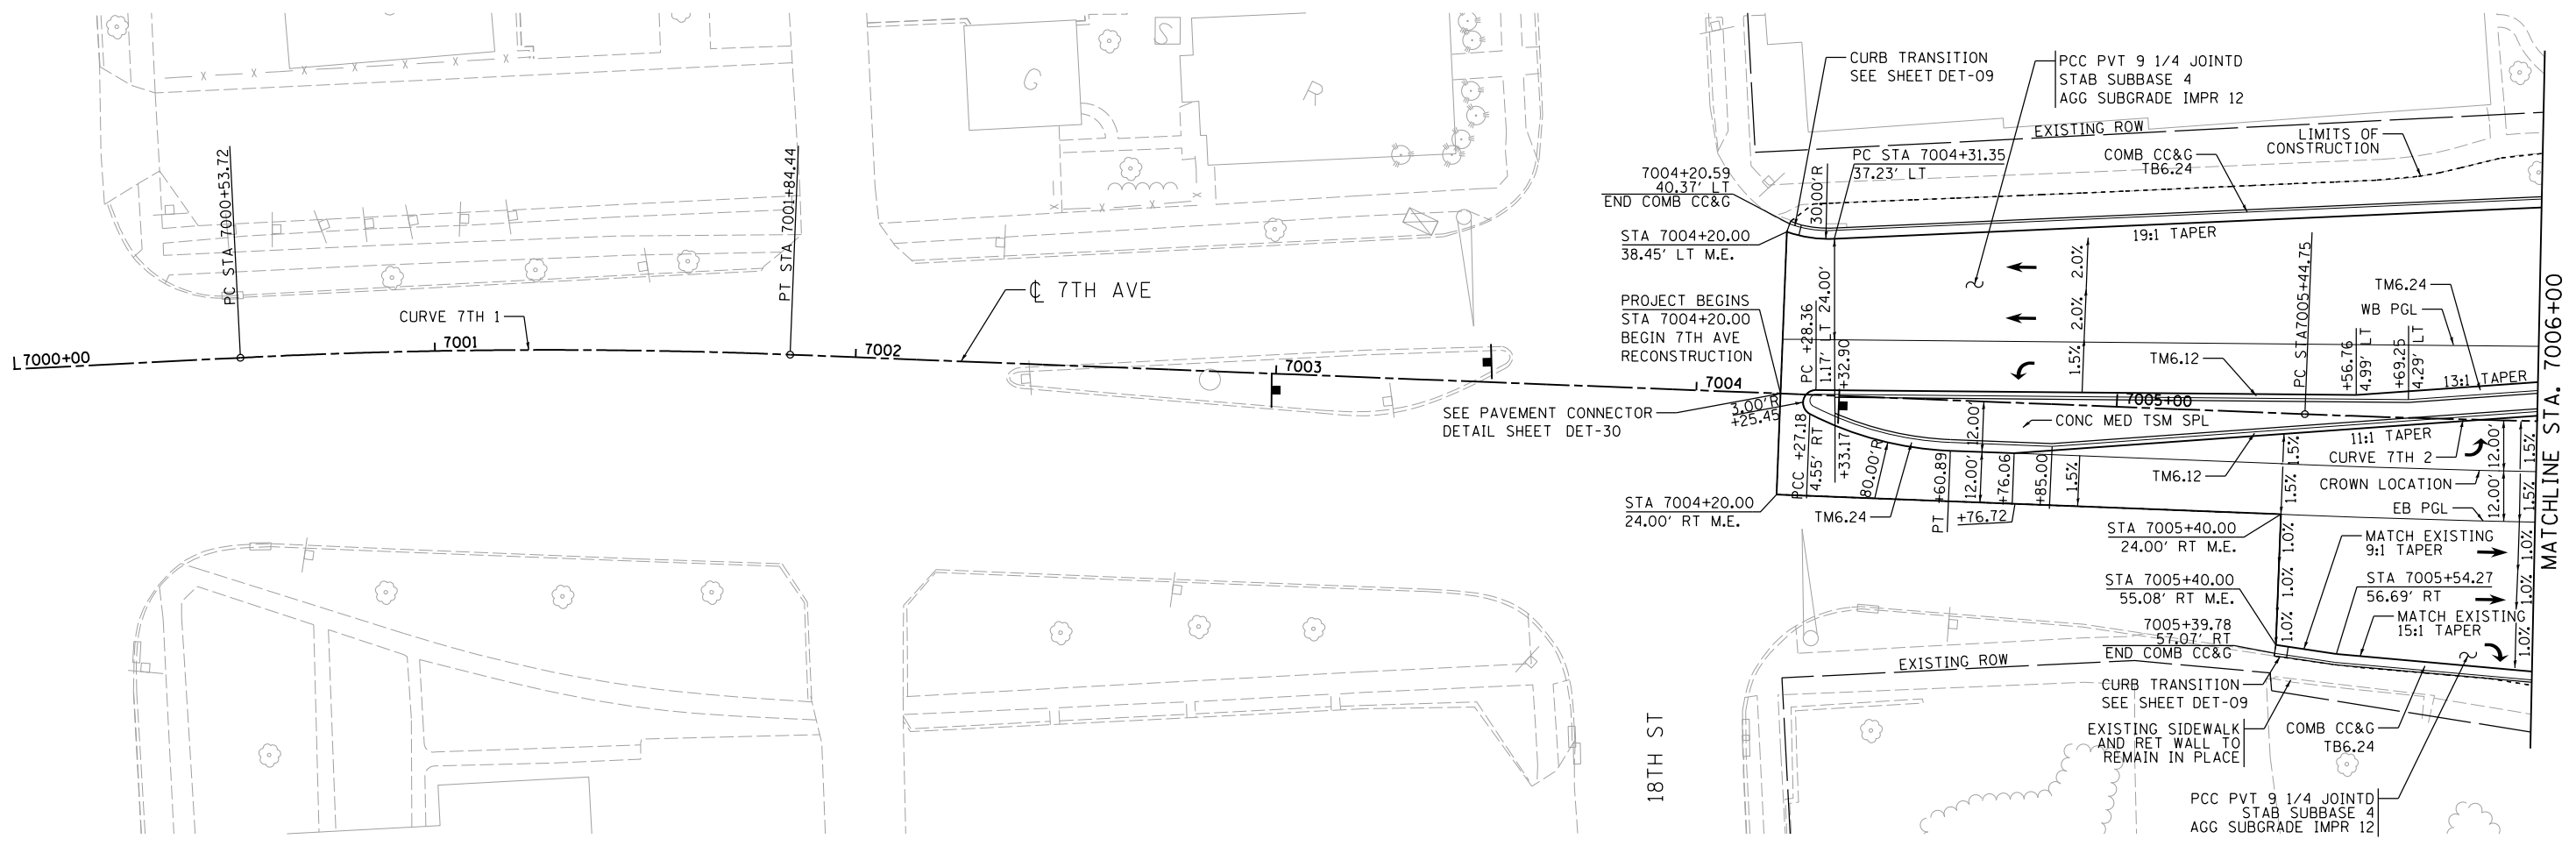 CURB TRANSITION
SEE SHEET DET-09
PCC PVT 9 1/4 JOINTD
STAB SUBBASE 4
AGG SUBGRADE IMPR 12
S
G
R
EXISTING ROW
LIMITS OF
CONSTRUCTION
COMB CC&G
TB6.24
PC STA 7004+31.35
37.23' LT
7004+20.59
40.37' LT
END COMB CC&G
30.00'R
PC STA 7000+53.72
PT STA 7001+84.44
STA 7004+20.00
38.45' LT M.E.
19:1 TAPER
PC STA7005+44.75
2.0%
2.0%
1.5%
24.00'
TM6.24
WB PGL
℄ 7TH AVE
CURVE 7TH 1
PROJECT BEGINS
STA 7004+20.00
BEGIN 7TH AVE
RECONSTRUCTION
PC +28.36
1.17' LT
+32.90
7000+00
7001
7002
7003
7004
7005+00
TM6.12
+56.76
4.99' LT
+69.25
4.29' LT
13:1 TAPER
MATCHLINE STA. 7006+00
SEE PAVEMENT CONNECTOR
DETAIL SHEET DET-30
3.00'R
+25.45
CONC MED TSM SPL
12.00'
11:1 TAPER
CURVE 7TH 2
TM6.12
CROWN LOCATION
EB PGL
PCC +27.18
4.55' RT
+33.17
80.00'R
TM6.24
PT +60.89
12.00'
+76.06
+76.72
+85.00
1.5%
1.5%
1.5%
12.00'
12.00'
1.5%
1.5%
STA 7004+20.00
24.00' RT M.E.
STA 7005+40.00
24.00' RT M.E.
MATCH EXISTING
9:1 TAPER
STA 7005+40.00
55.08' RT M.E.
STA 7005+54.27
56.69' RT
MATCH EXISTING
15:1 TAPER
1.0%
1.0%
1.0%
1.0%
1.0%
1.0%
7005+39.78
57.07' RT
END COMB CC&G
EXISTING ROW
CURB TRANSITION
SEE SHEET DET-09
EXISTING SIDEWALK
AND RET WALL TO
REMAIN IN PLACE
COMB CC&G
TB6.24
18TH ST
PCC PVT 9 1/4 JOINTD
STAB SUBBASE 4
AGG SUBGRADE IMPR 12